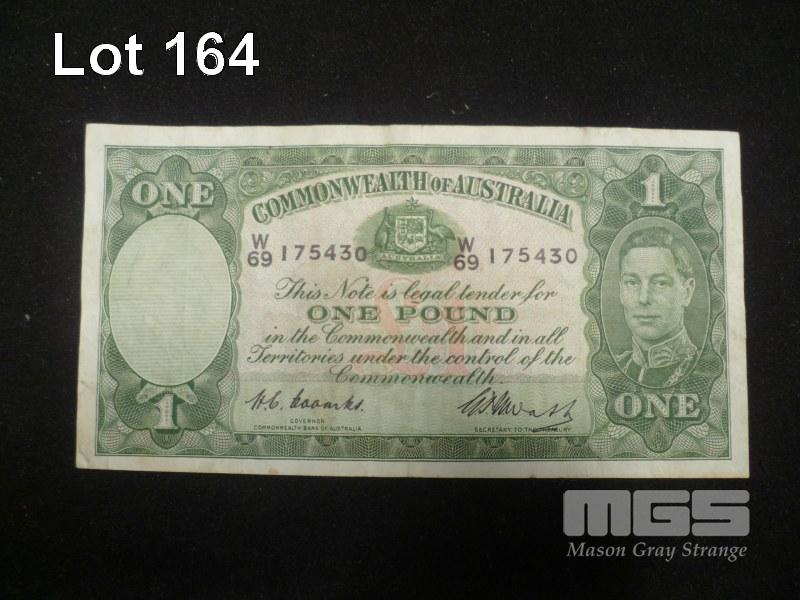 Lot 164
ONE
COMMONWEALTH OF AUSTRALIA
1
W
69 175430
AUSTRALIA
W
69 175430
This Note is legal tender for
ONE POUND
in the Commonwealth and in all
Territories under the control of the
Commonwealth.
1
GOVERNOR
COMMONWEALTH BANK OF AUSTRALIA.
SECRETARY TO THE TREASURY
ONE
MGS
Mason Gray Strange